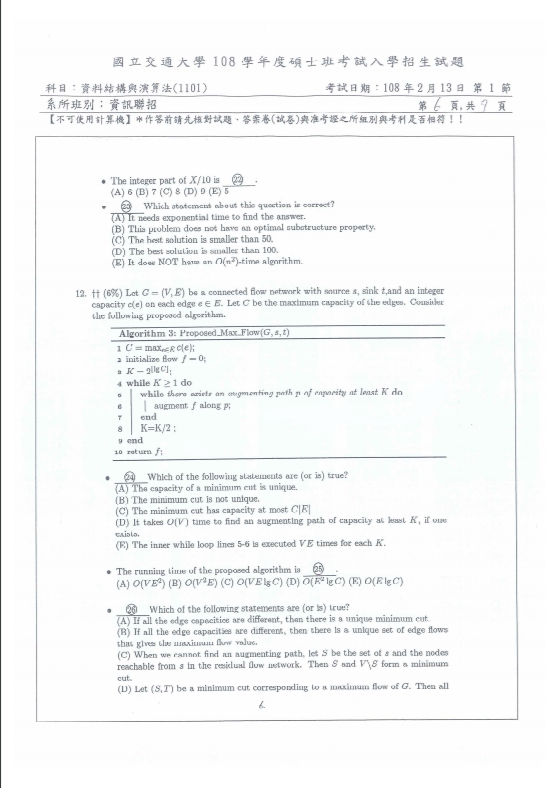 國立交通大學 108 學年度碩士班考試入學招生試題
科目：資料結構與演算法(1101) 考試日期：108 年 2 月 13 日 第 1 節
系所班別：資訊聯招 第 6 頁,共 9 頁
【不可使用計算機】*作答前請先核對試題、答案卷(試卷)與准考證之所組別與考科是否相符！！
• The integer part of X/10 is ㉒ .
(A) 6 (B) 7 (C) 8 (D) 9 (E) 5
• ㉓ Which statement about this question is correct?
(A) It needs exponential time to find the answer.
(B) This problem does not have an optimal substructure property.
(C) The best solution is smaller than 50.
(D) The best solution is smaller than 100.
(E) It does NOT have an O(n²)-time algorithm.
12. †† (6%) Let G = (V, E) be a connected flow network with source s, sink t,and an integer
capacity c(e) on each edge e ∈ E. Let C be the maximum capacity of the edges. Consider
the following proposed algorithm.
Algorithm 3: Proposed_Max_Flow(G, s, t)
1 C = max_{e∈E} c(e);
2 initialize flow f = 0;
3 K = 2^{⌊lg C⌋};
4 while K ≥ 1 do
5 while there exists an augmenting path p of capacity at least K do
6 augment f along p;
7 end
8 K=K/2 ;
9 end
10 return f;
• ㉔ Which of the following statements are (or is) true?
(A) The capacity of a minimum cut is unique.
(B) The minimum cut is not unique.
(C) The minimum cut has capacity at most C|E|
(D) It takes O(V) time to find an augmenting path of capacity at least K, if one
exists.
(E) The inner while loop lines 5-6 is executed VE times for each K.
• The running time of the proposed algorithm is ㉕ .
(A) O(VE²) (B) O(V²E) (C) O(VE lg C) (D) O(E² lg C) (E) O(E lg C)
• ㉖ Which of the following statements are (or is) true?
(A) If all the edge capacities are different, then there is a unique minimum cut.
(B) If all the edge capacities are different, then there is a unique set of edge flows
that gives the maximum flow value.
(C) When we cannot find an augmenting path, let S be the set of s and the nodes
reachable from s in the residual flow network. Then S and V\S form a minimum
cut.
(D) Let (S, T) be a minimum cut corresponding to a maximum flow of G. Then all
6